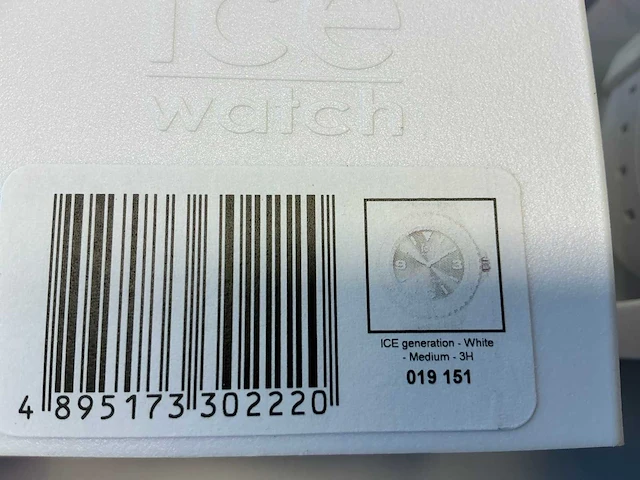 ice
watch
ICE generation - White
- Medium - 3H
019 151
4 895173 302220